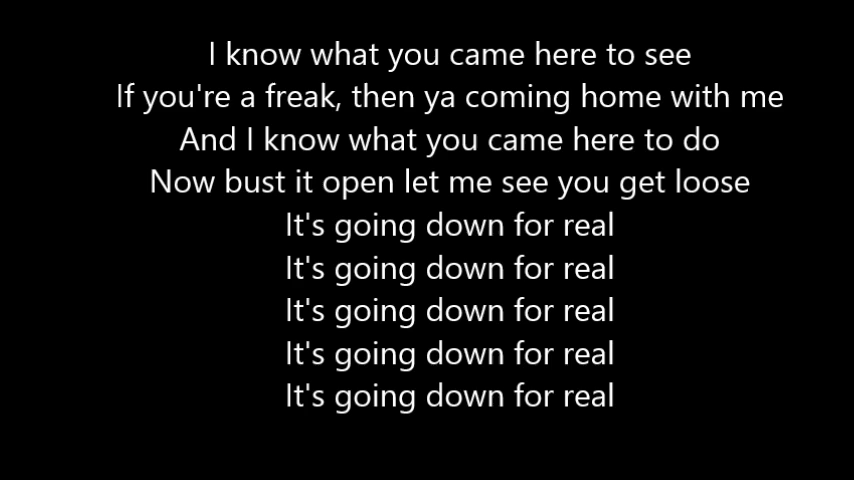 I know what you came here to see
If you're a freak, then ya coming home with me
And I know what you came here to do
Now bust it open let me see you get loose
It's going down for real
It's going down for real
It's going down for real
It's going down for real
It's going down for real